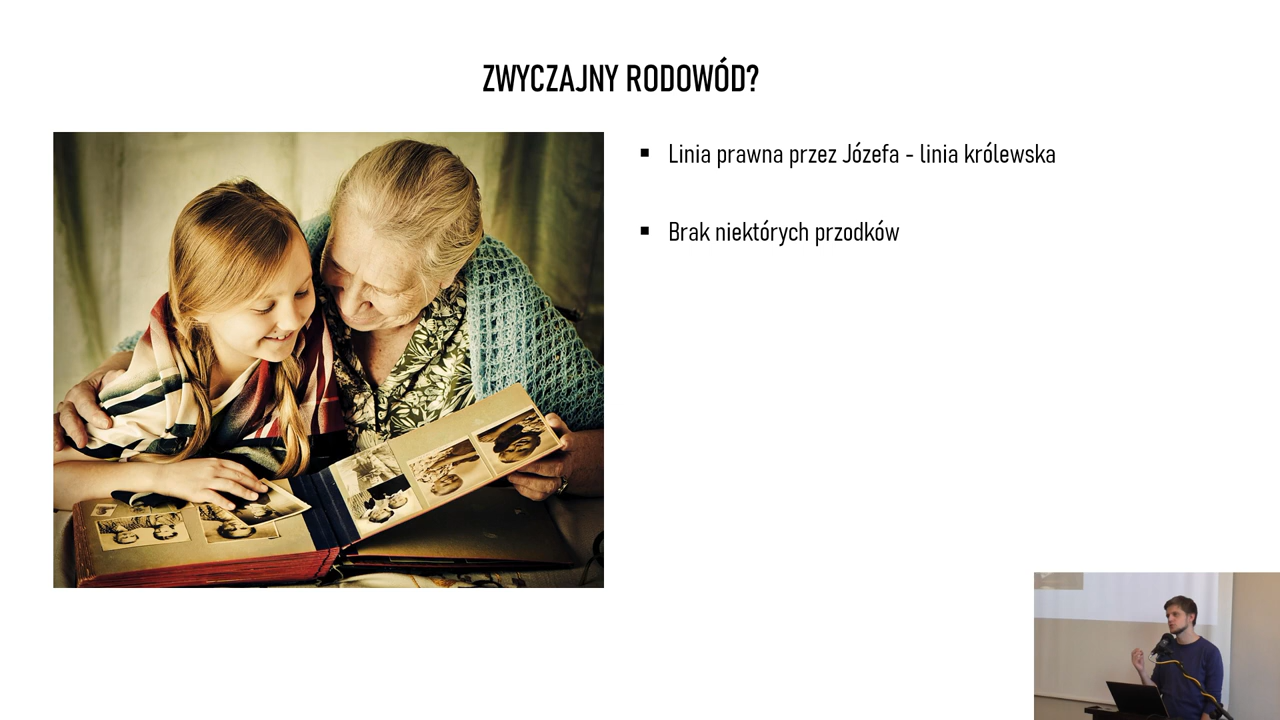 ZWYCZAJNY RODOWÓD?
▪ Linia prawna przez Józefa - linia królewska
▪ Brak niektórych przodków